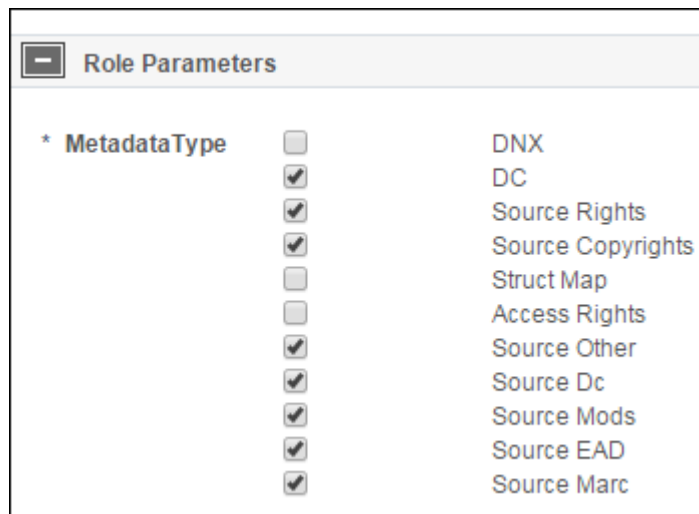 Role Parameters
* MetadataType DNX
DC
Source Rights
Source Copyrights
Struct Map
Access Rights
Source Other
Source Dc
Source Mods
Source EAD
Source Marc